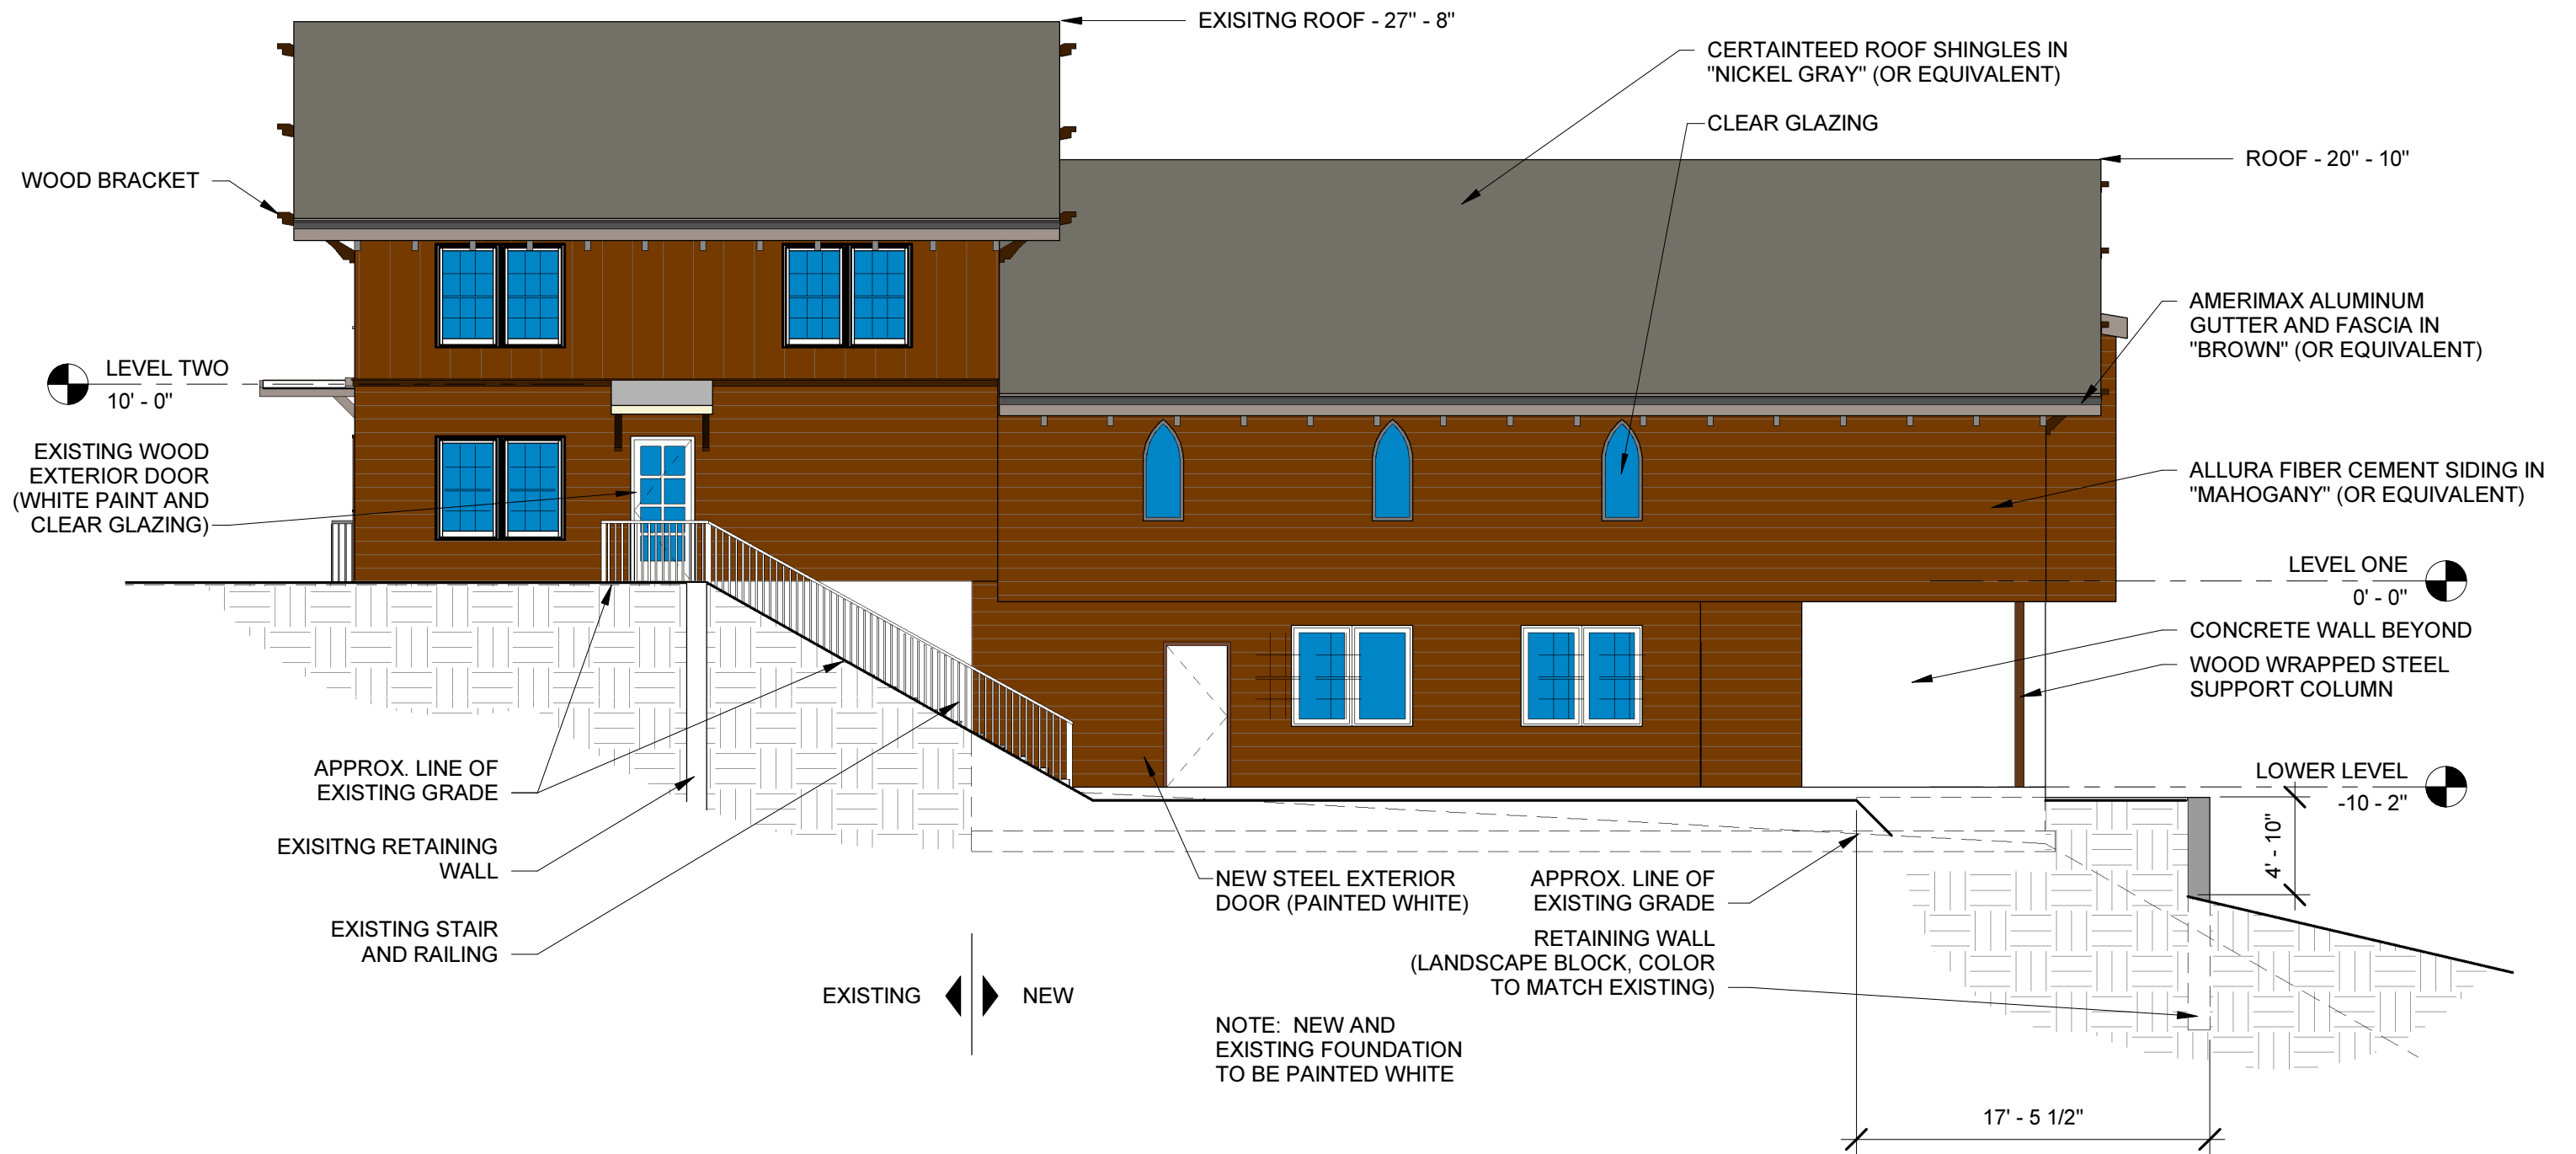 EXISITNG ROOF - 27" - 8"
CERTAINTEED ROOF SHINGLES IN
"NICKEL GRAY" (OR EQUIVALENT)
CLEAR GLAZING
ROOF - 20" - 10"
WOOD BRACKET
AMERIMAX ALUMINUM
GUTTER AND FASCIA IN
"BROWN" (OR EQUIVALENT)
LEVEL TWO
10' - 0"
EXISTING WOOD
EXTERIOR DOOR
(WHITE PAINT AND
CLEAR GLAZING)
ALLURA FIBER CEMENT SIDING IN
"MAHOGANY" (OR EQUIVALENT)
LEVEL ONE
0' - 0"
CONCRETE WALL BEYOND
WOOD WRAPPED STEEL
SUPPORT COLUMN
LOWER LEVEL
-10 - 2"
4' - 10"
APPROX. LINE OF
EXISTING GRADE
EXISITNG RETAINING
WALL
EXISTING STAIR
AND RAILING
NEW STEEL EXTERIOR
DOOR (PAINTED WHITE)
APPROX. LINE OF
EXISTING GRADE
RETAINING WALL
(LANDSCAPE BLOCK, COLOR
TO MATCH EXISTING)
EXISTING
NEW
NOTE: NEW AND
EXISTING FOUNDATION
TO BE PAINTED WHITE
17' - 5 1/2"